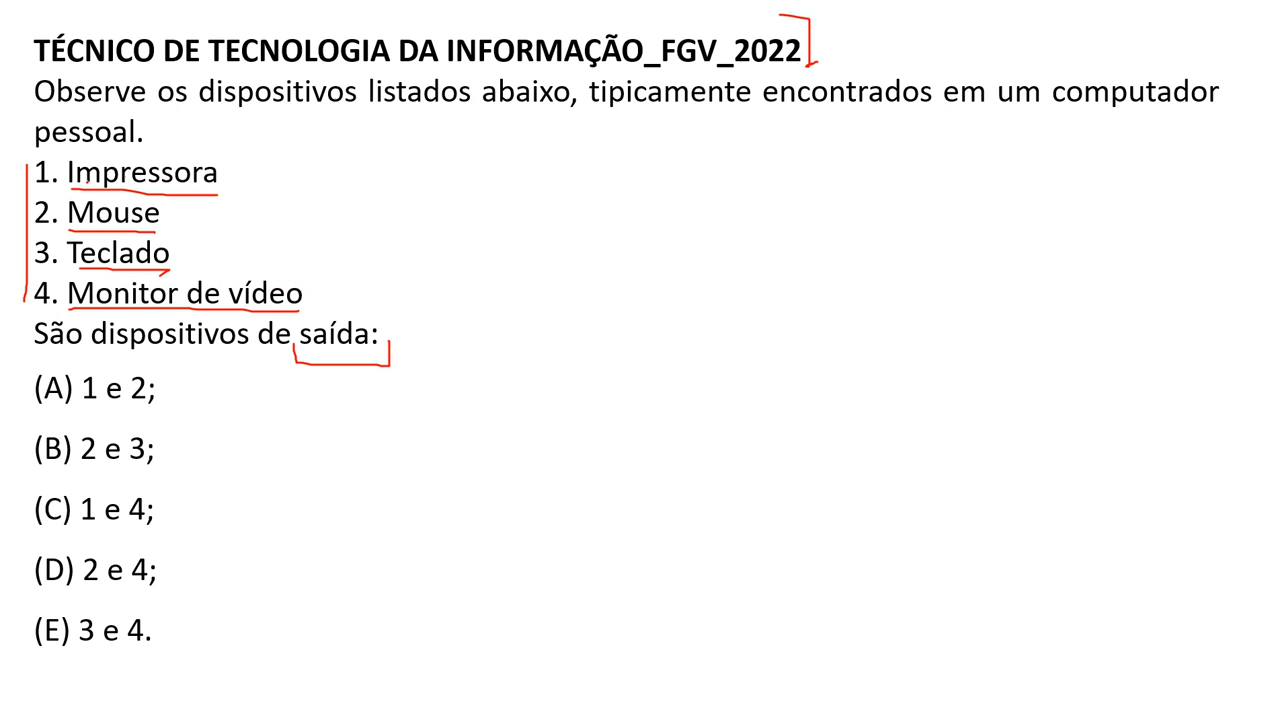 TÉCNICO DE TECNOLOGIA DA INFORMAÇÃO_FGV_2022
Observe os dispositivos listados abaixo, tipicamente encontrados em um computador
pessoal.
1. Impressora
2. Mouse
3. Teclado
4. Monitor de vídeo
São dispositivos de saída:
(A) 1 e 2;
(B) 2 e 3;
(C) 1 e 4;
(D) 2 e 4;
(E) 3 e 4.